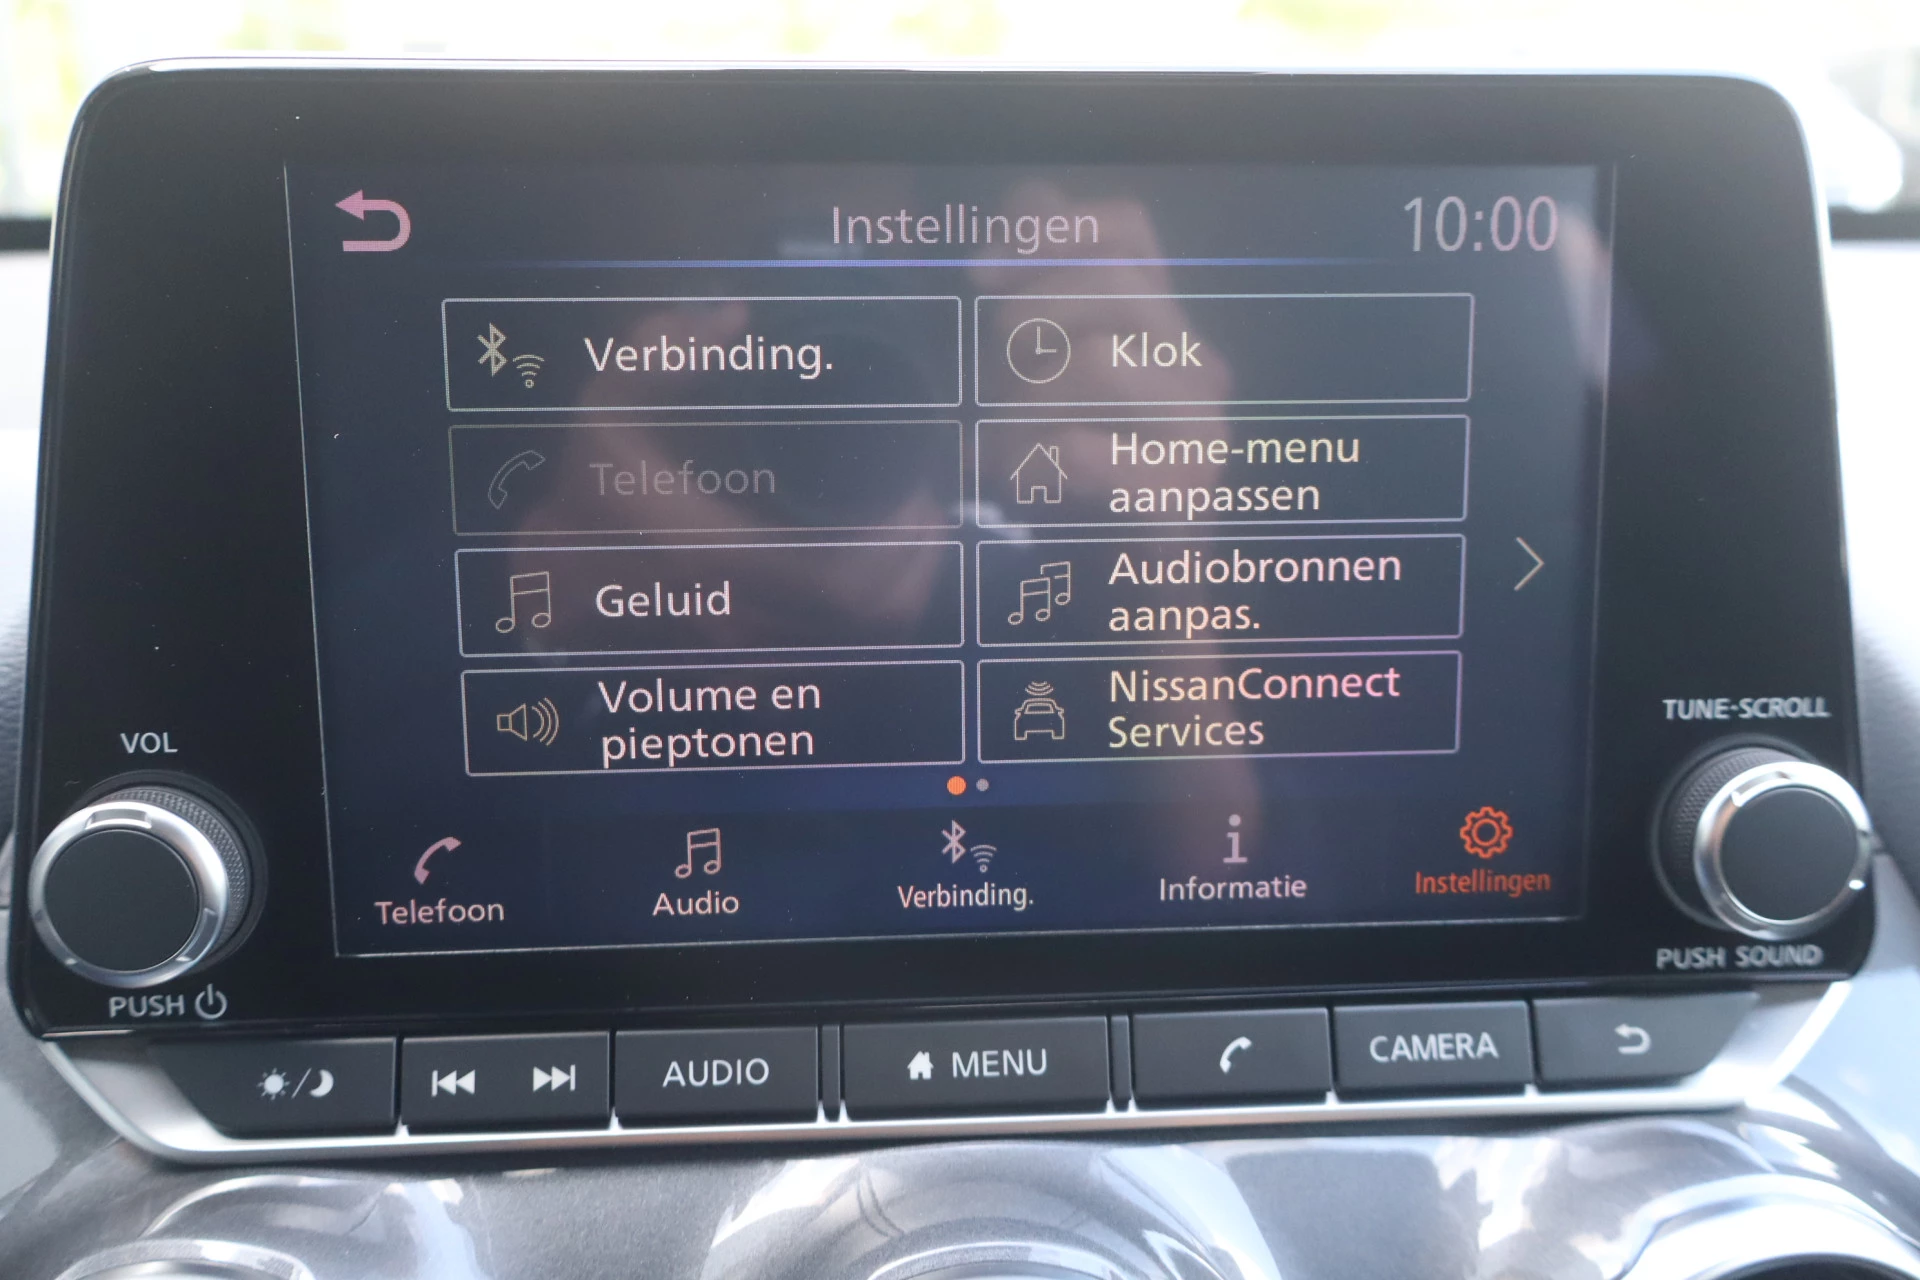 Instellingen
10:00
Verbinding.
Klok
Telefoon
Home-menu
aanpassen
Geluid
Audiobronnen
aanpas.
Volume en
pieptonen
NissanConnect
Services
Telefoon
Audio
Verbinding.
Informatie
Instellingen
VOL
PUSH
TUNE·SCROLL
PUSH SOUND
AUDIO
MENU
CAMERA